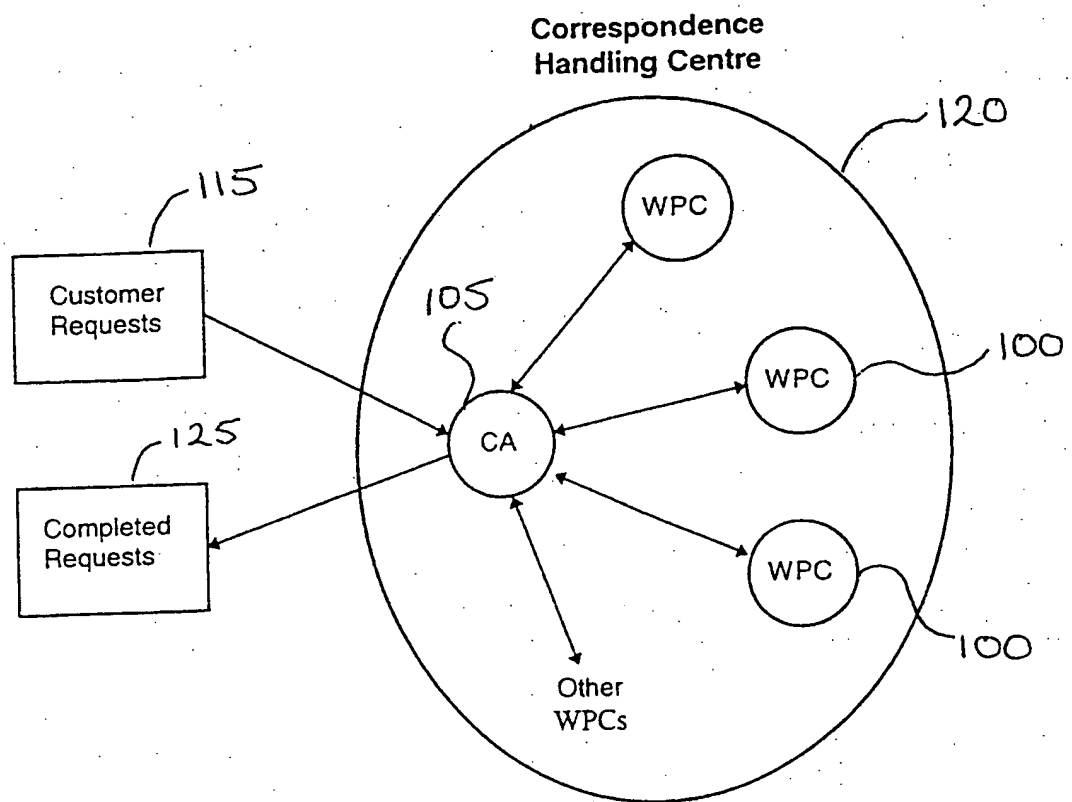 Correspondence
Handling Centre
120
115
WPC
Customer
Requests
105
100
WPC
125
CA
Completed
Requests
WPC
100
Other
WPCs